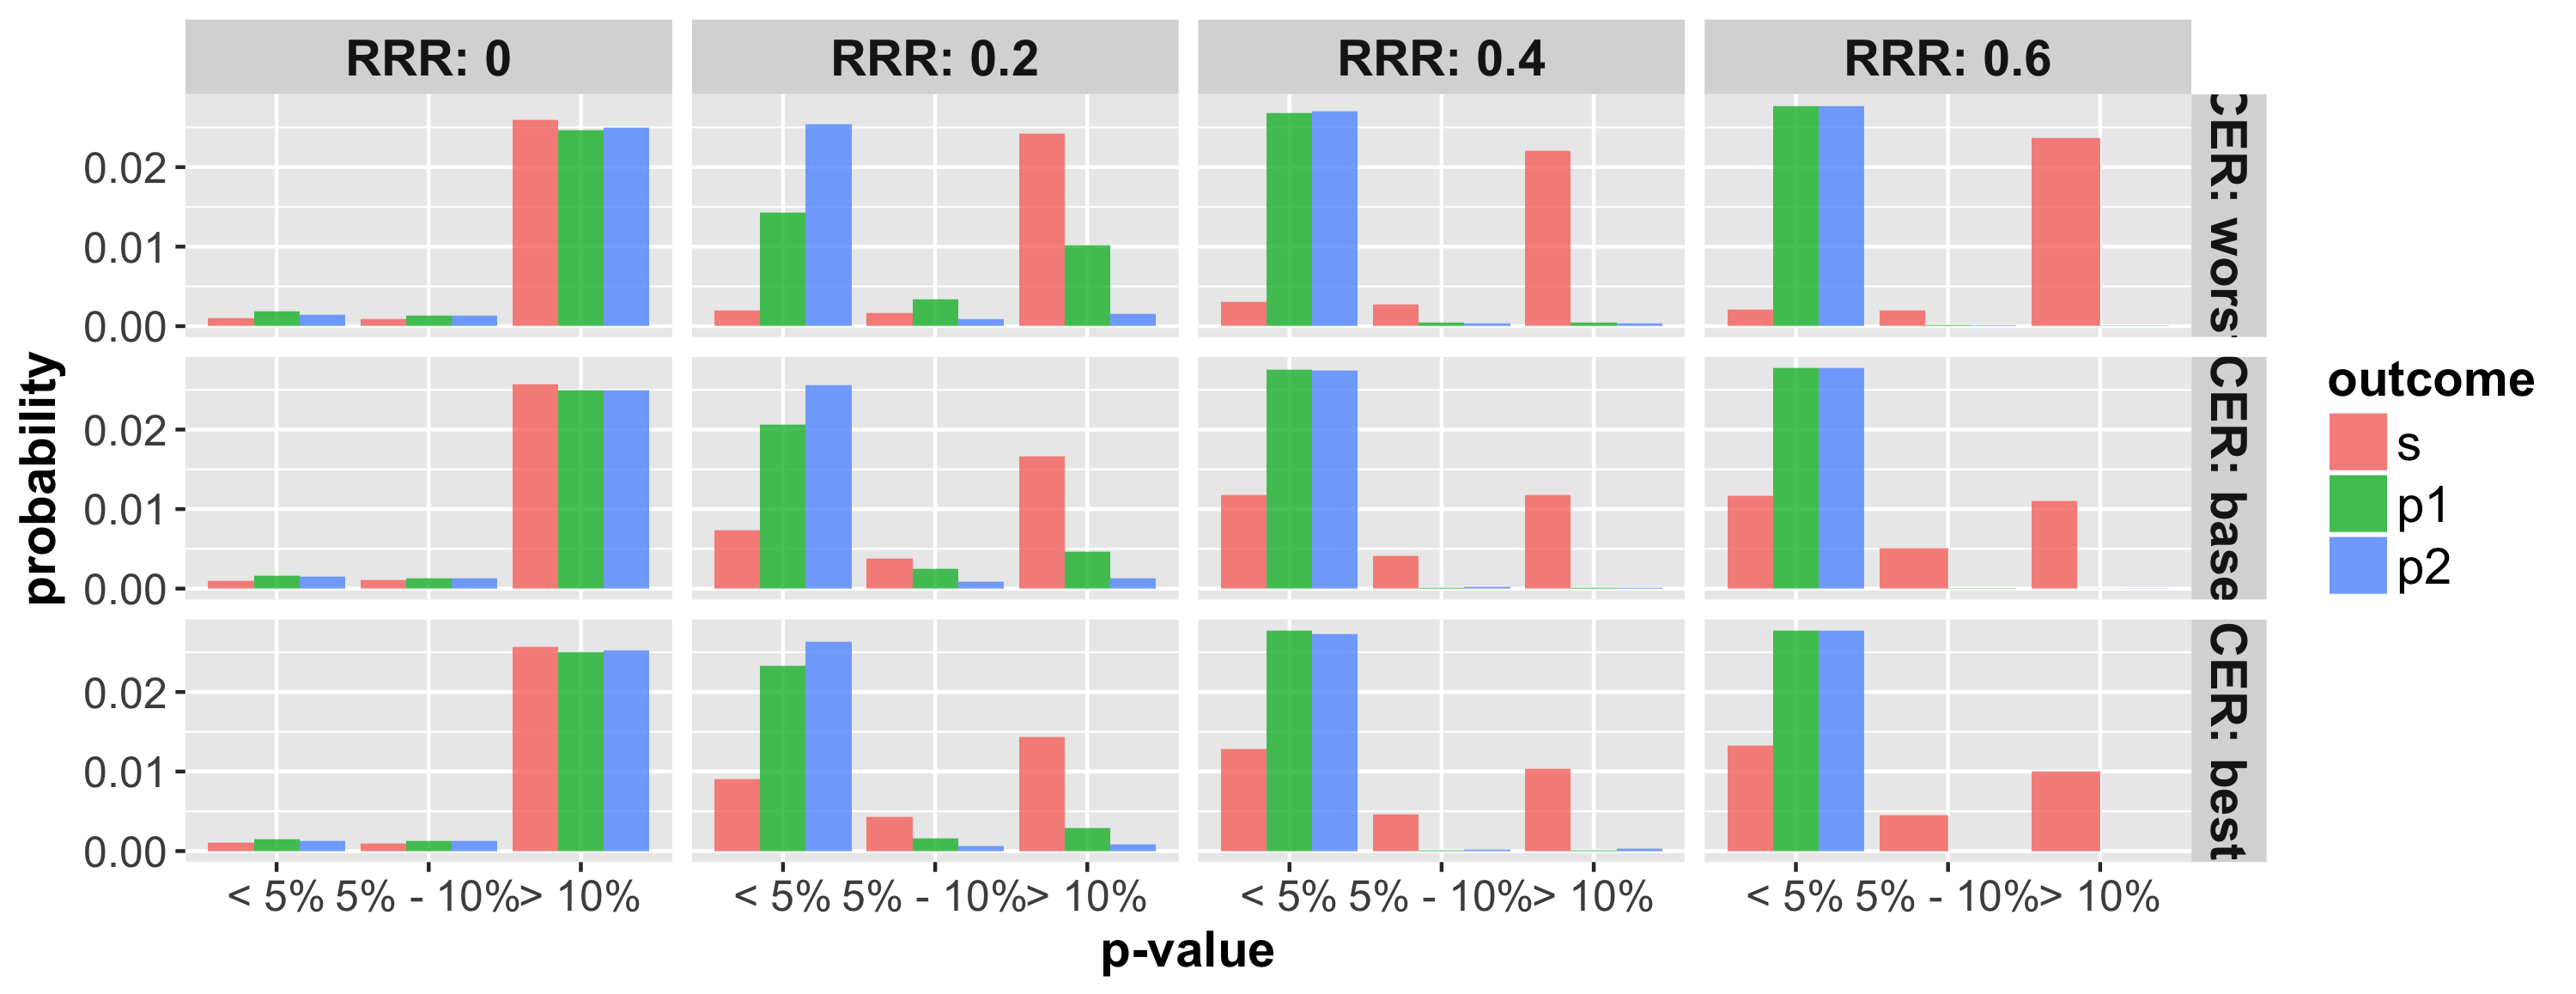 RRR: 0
RRR: 0.2
RRR: 0.4
RRR: 0.6
0.02
0.01
0.00
CER: wors
0.02
0.01
0.00
CER: base
0.02
0.01
0.00
CER: best
probability
< 5% 5% - 10% > 10%
< 5% 5% - 10% > 10%
< 5% 5% - 10% > 10%
< 5% 5% - 10% > 10%
p-value
outcome
s
p1
p2